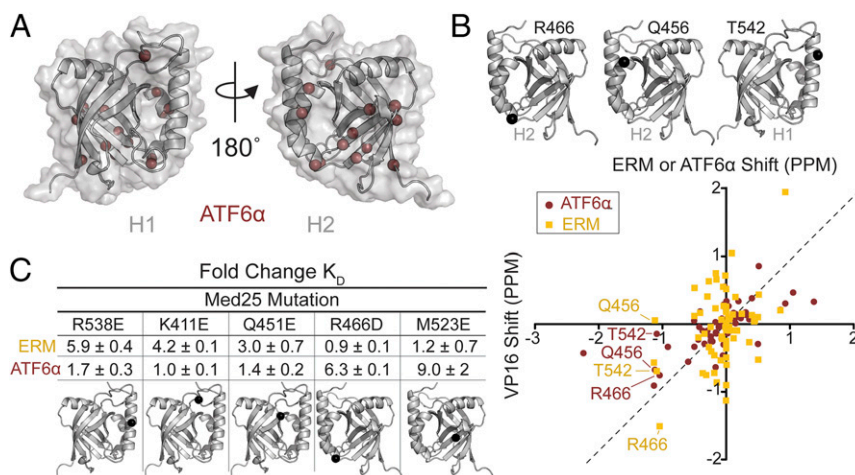 A
180°
H1
ATF6α
H2
B
R466
Q456
T542
H2
H2
H1
ERM or ATF6α Shift (PPM)
ATF6α
ERM
2
1
-3
-2
-1
1
2
-1
-2
VP16 Shift (PPM)
Q456
T542
Q456
T542
R466
R466
C
Fold Change KD
Med25 Mutation
R538E K411E Q451E R466D M523E
ERM 5.9 ± 0.4 4.2 ± 0.1 3.0 ± 0.7 0.9 ± 0.1 1.2 ± 0.7
ATF6α 1.7 ± 0.3 1.0 ± 0.1 1.4 ± 0.2 6.3 ± 0.1 9.0 ± 2